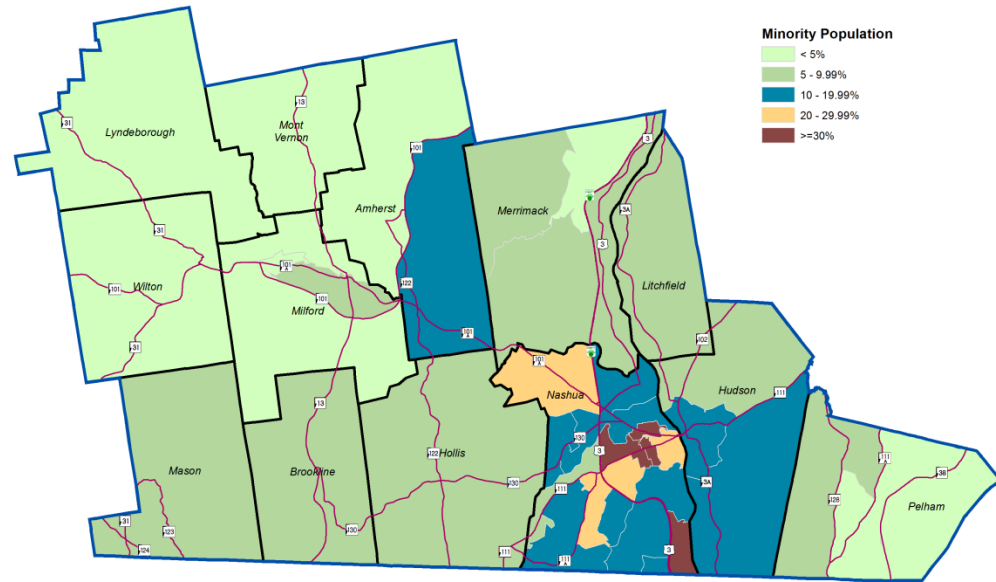 Minority Population
< 5%
5 - 9.99%
10 - 19.99%
20 - 29.99%
>=30%
13
3
3
31
Lyndeborough
Mont
Vernon
101
Amherst
Merrimack
3A
31
3
101
A
122
Litchfield
101
Wilton
101
Milford
31
101
A
102
101
A
Hudson
111
Nashua
13
130
3
122
Hollis
111
38
Mason
Brookline
130
111
3A
128
Pelham
31
123
130
124
111
111
A
3